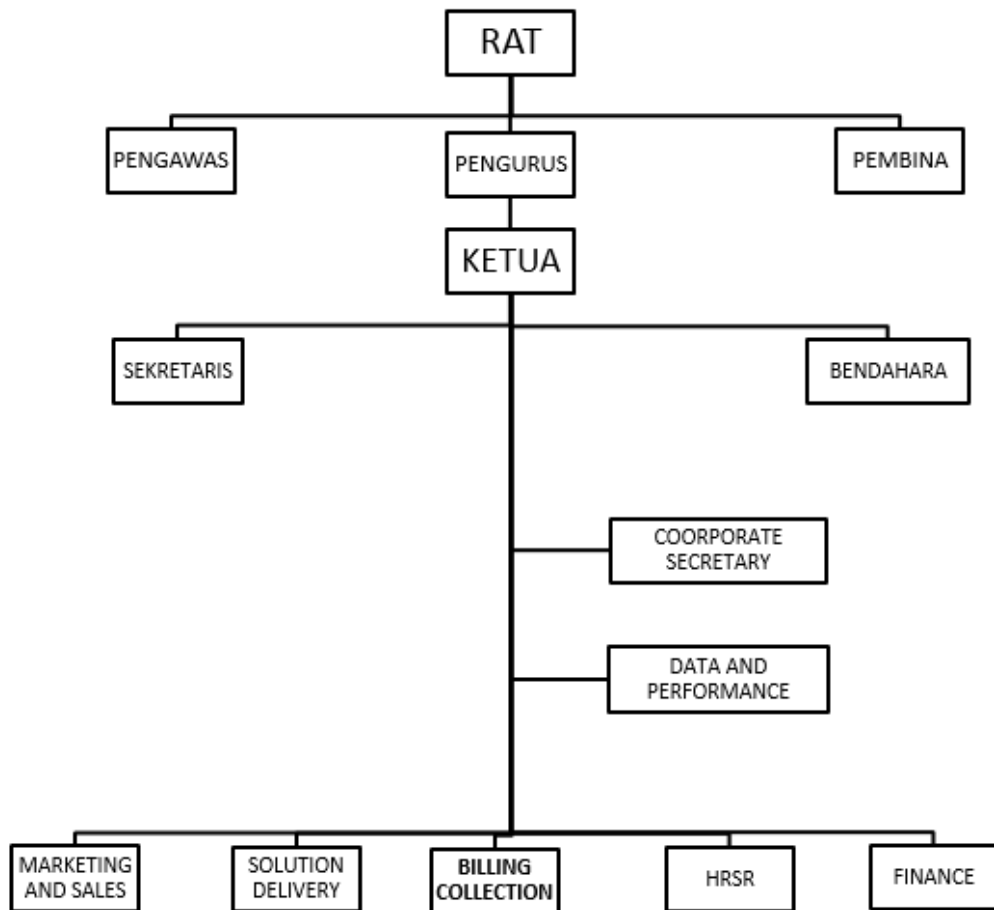 RAT
PENGAWAS
PENGURUS
PEMBINA
KETUA
SEKRETARIS
BENDAHARA
COORPORATE
SECRETARY
DATA AND
PERFORMANCE
MARKETING
AND SALES
SOLUTION
DELIVERY
BILLING
COLLECTION
HRSR
FINANCE